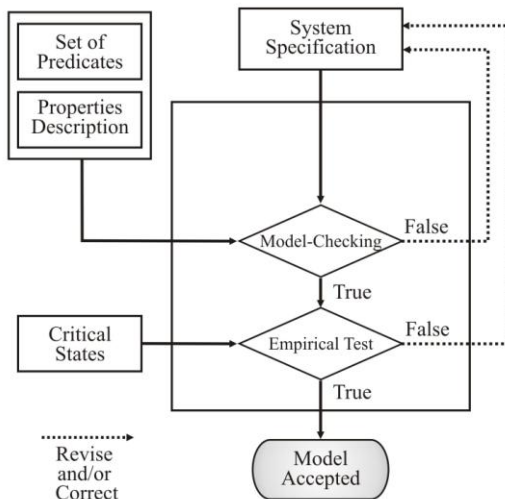 Set of
Predicates
Properties
Description
System
Specification
Model-Checking
False
True
Critical
States
Empirical Test
False
True
Revise
and/or
Correct
Model
Accepted